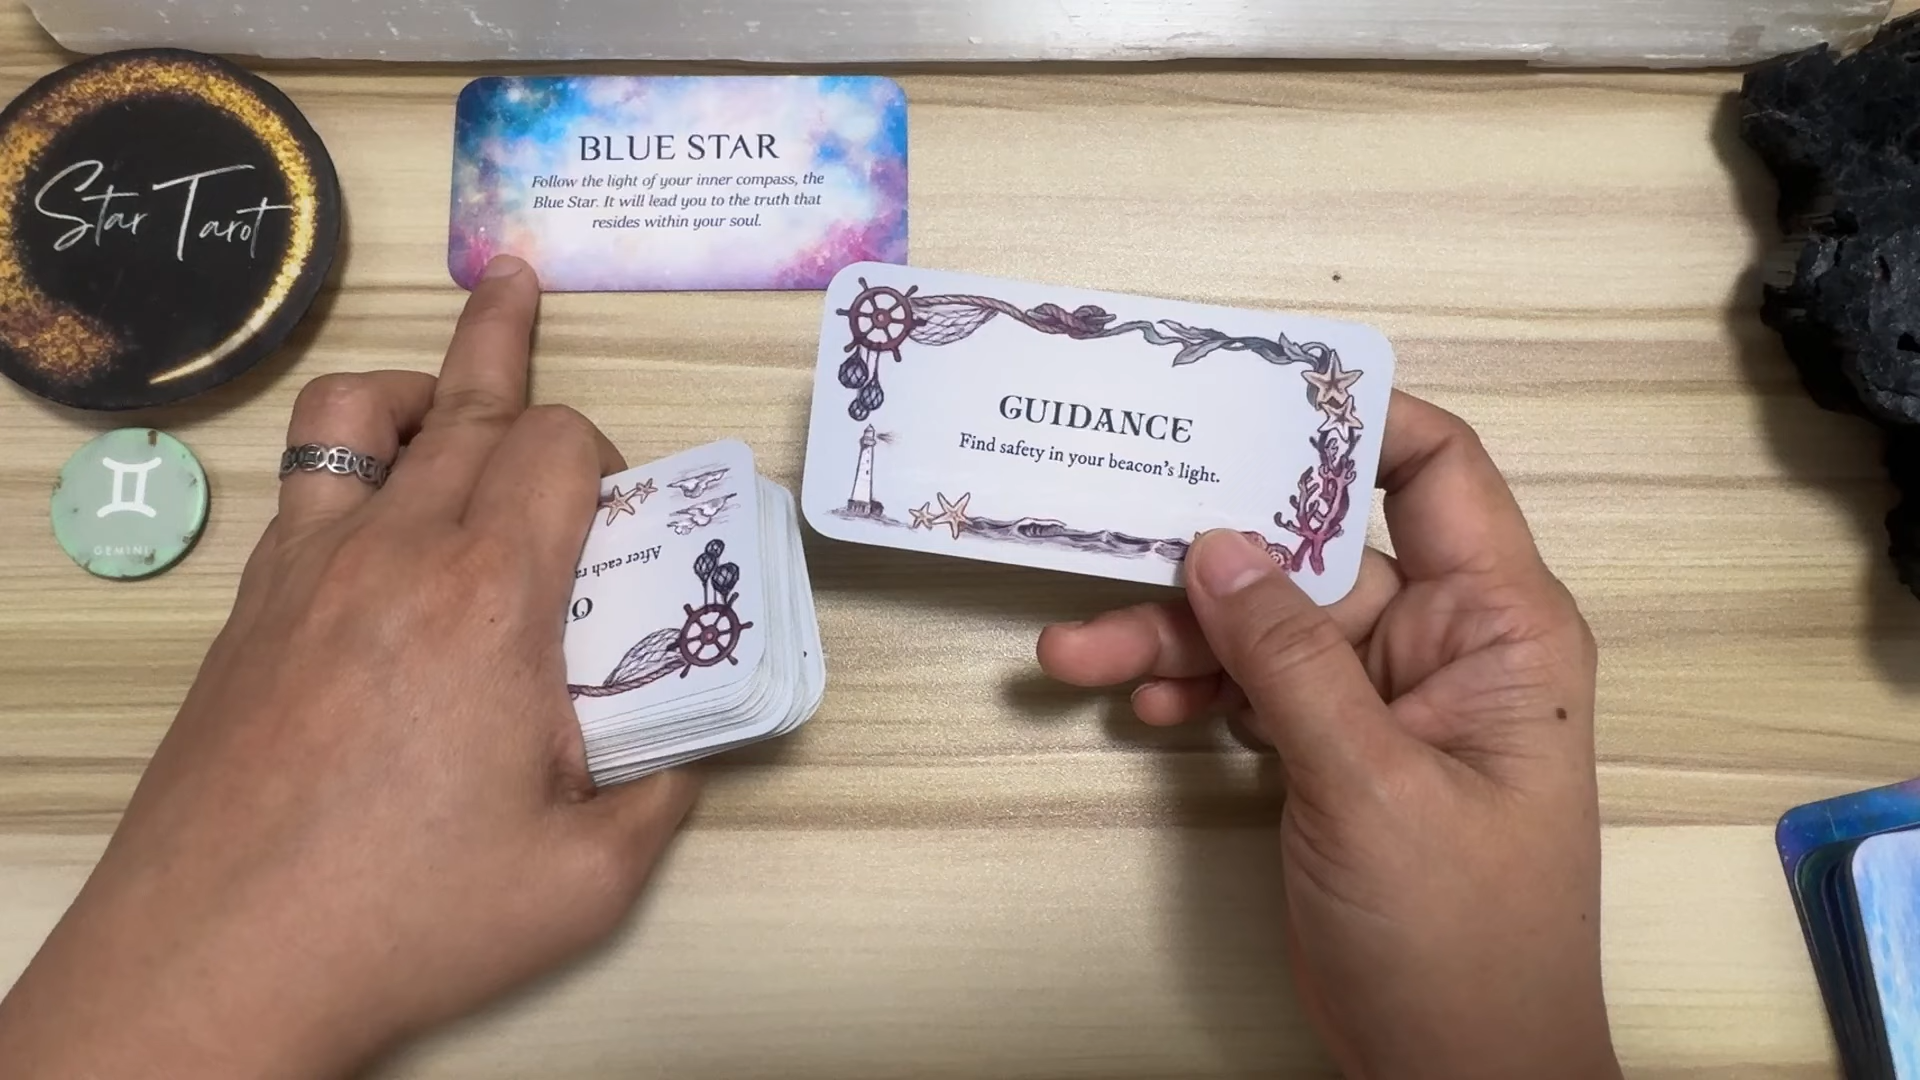 Star Tarot
BLUE STAR
Follow the light of your inner compass, the
Blue Star. It will lead you to the truth that
resides within your soul.
GEMINI
GUIDANCE
Find safety in your beacon's light.
After each